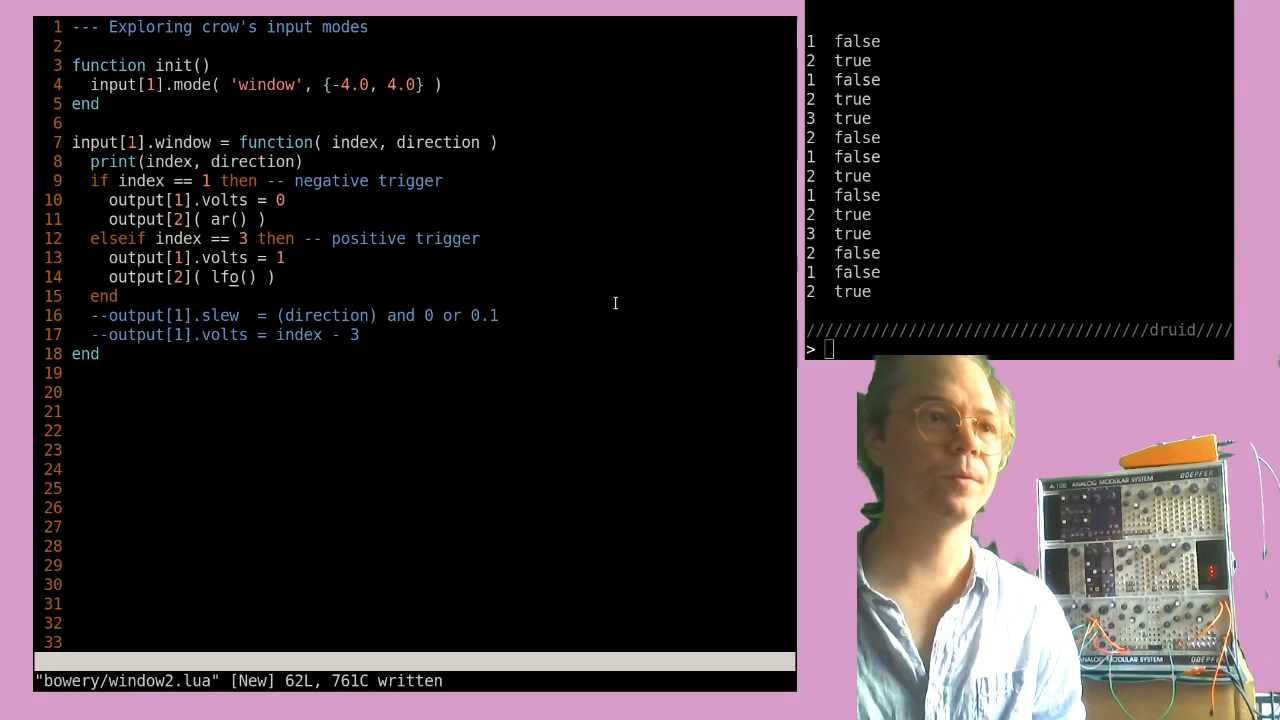 1 --- Exploring crow's input modes
2
3 function init()
4   input[1].mode( 'window', {-4.0, 4.0} )
5 end
6
7 input[1].window = function( index, direction )
8   print(index, direction)
9   if index == 1 then -- negative trigger
10     output[1].volts = 0
11     output[2]( ar() )
12   elseif index == 3 then -- positive trigger
13     output[1].volts = 1
14     output[2]( lfo() )
15   end
16   --output[1].slew  = (direction) and 0 or 0.1
17   --output[1].volts = index - 3
18 end
19
20
21
22
23
24
25
26
27
28
29
30
31
32
33
"bowery/window2.lua" [New] 62L, 761C written
1  false
2  true
1  false
2  true
3  true
2  false
1  false
2  true
1  false
2  true
3  true
2  false
1  false
2  true
/////////////////////////////////////druid////
>
A-100 ANALOG MODULAR SYSTEM DOEPFER
ANALOG MODULAR SYSTEM DOEPFER